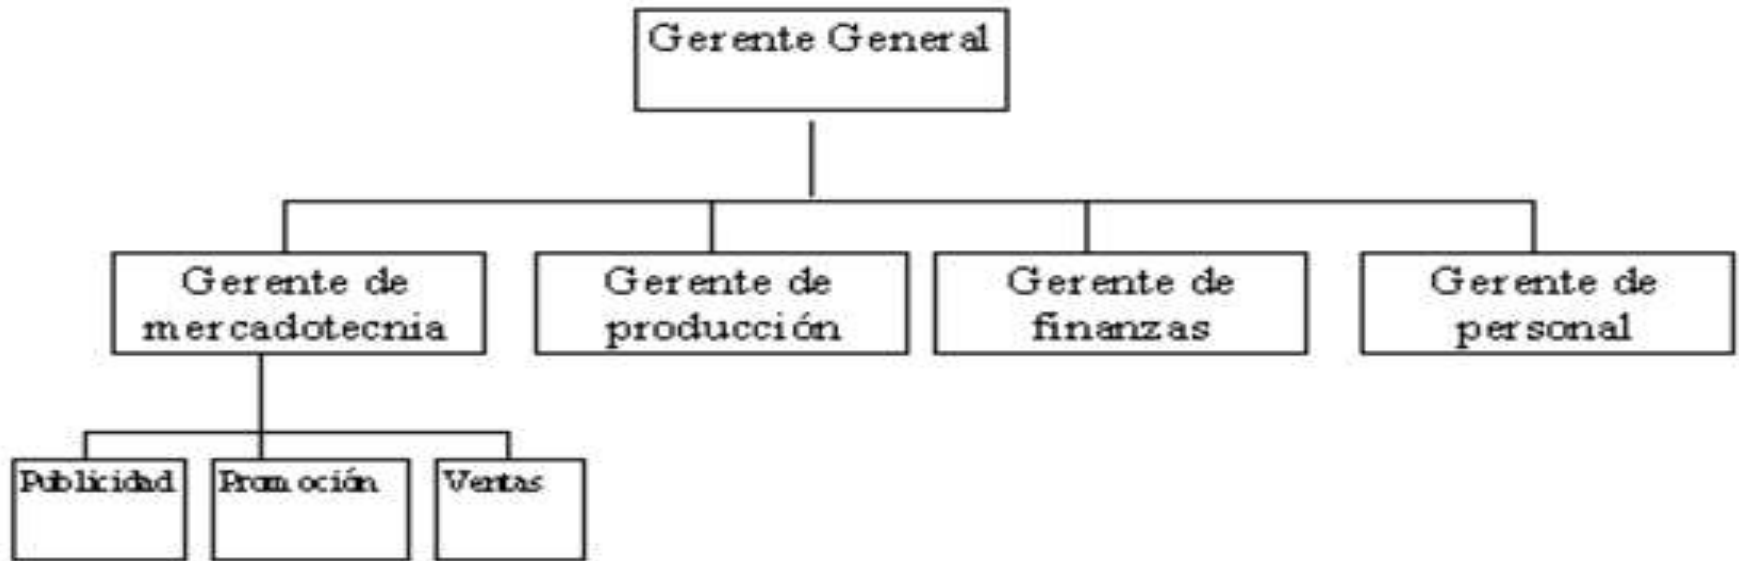 Gerente General
Gerente de
mercadotecnia
Gerente de
producción
Gerente de
finanzas
Gerente de
personal
Publicidad
Promoción
Ventas